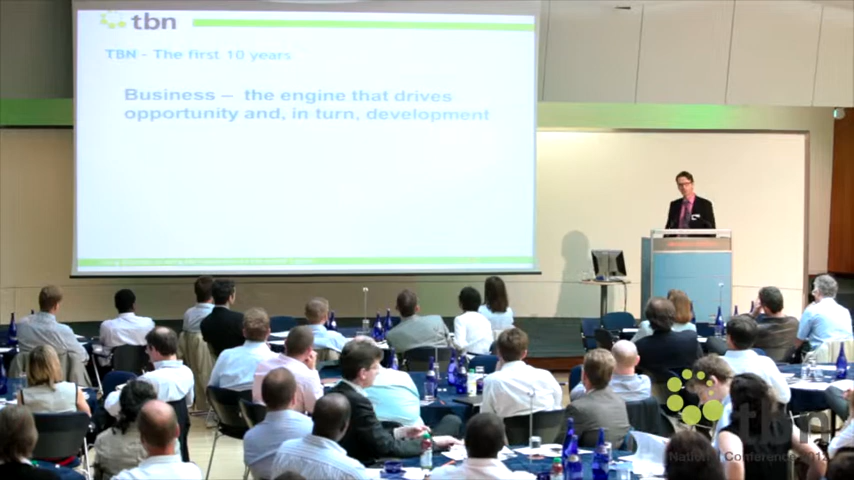 tbn
TBN - The first 10 years
Business – the engine that drives
opportunity and, in turn, development
tbn
National Conference 2012